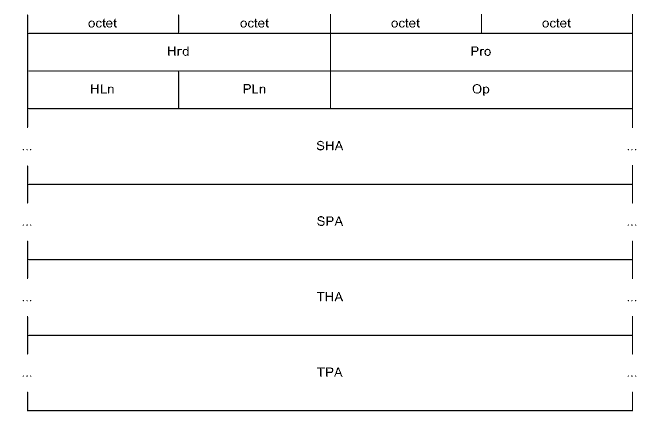 octet octet octet octet
Hrd Pro
HLn PLn Op
... SHA ...
... SPA ...
... THA ...
... TPA ...